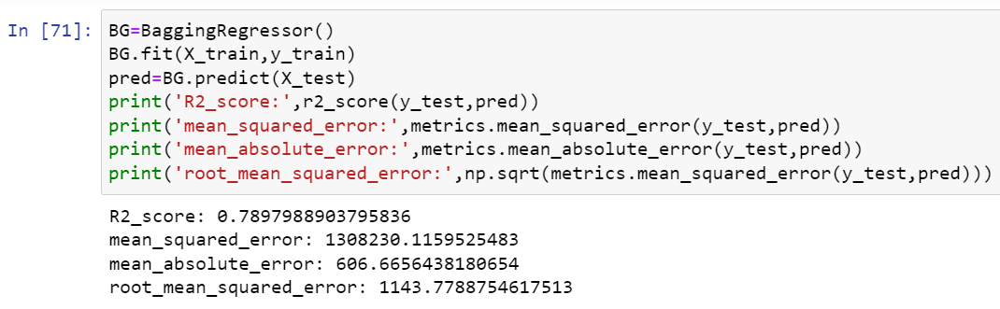 In [71]: BG=BaggingRegressor()
BG.fit(X_train,y_train)
pred=BG.predict(X_test)
print('R2_score:',r2_score(y_test,pred))
print('mean_squared_error:',metrics.mean_squared_error(y_test,pred))
print('mean_absolute_error:',metrics.mean_absolute_error(y_test,pred))
print('root_mean_squared_error:',np.sqrt(metrics.mean_squared_error(y_test,pred)))
R2_score: 0.7897988903795836
mean_squared_error: 1308230.1159525483
mean_absolute_error: 606.6656438180654
root_mean_squared_error: 1143.7788754617513